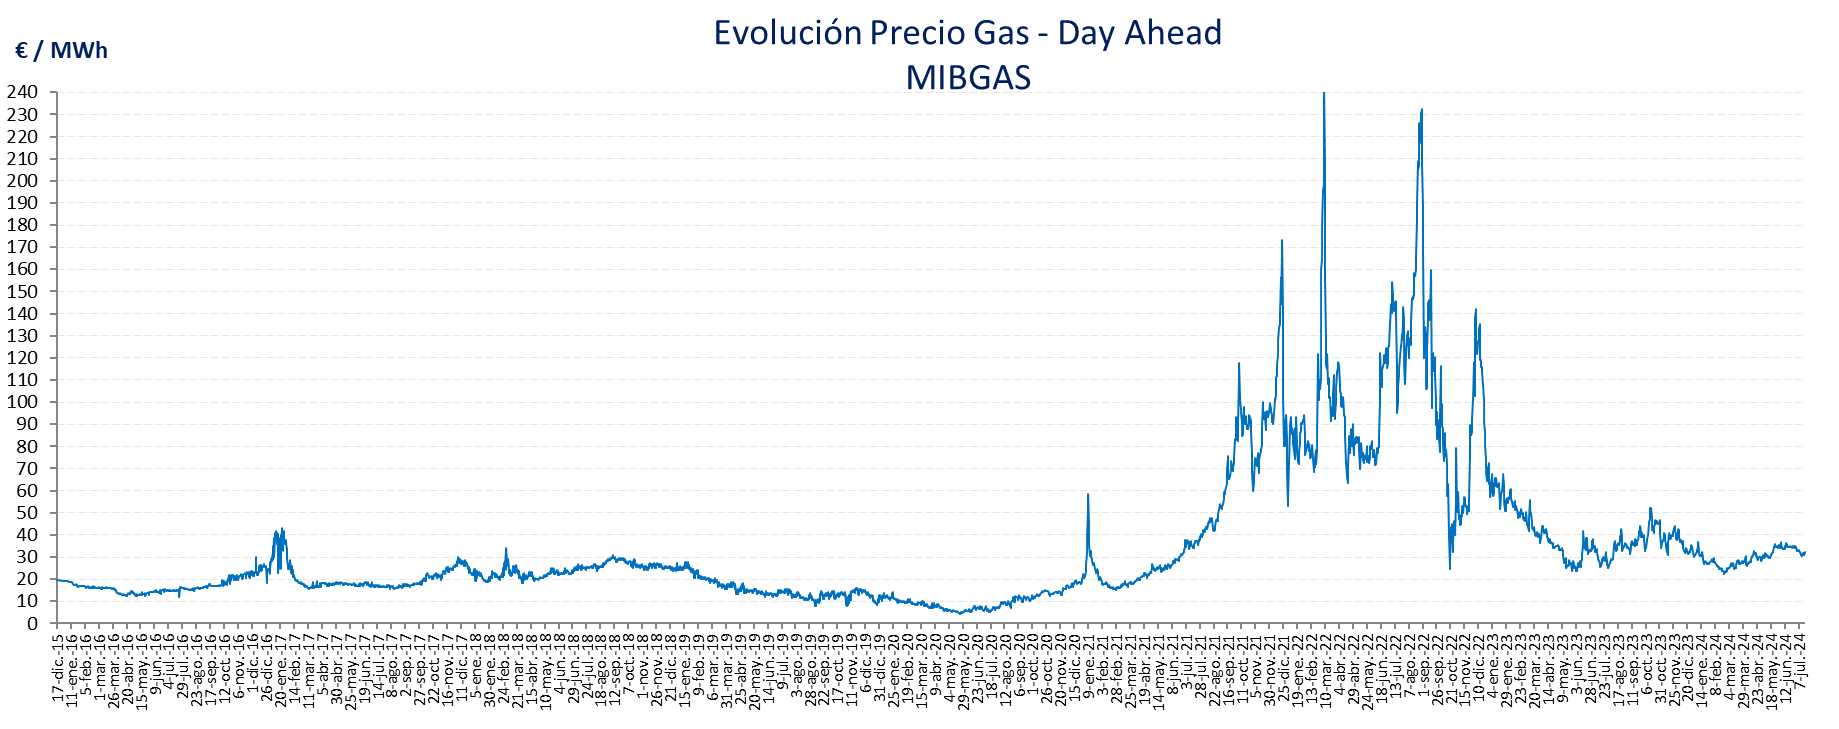 Evolución Precio Gas - Day Ahead
MIBGAS
€ / MWh
240
230
220
210
200
190
180
170
160
150
140
130
120
110
100
90
80
70
60
50
40
30
20
10
0
17-dic.-15
11-ene.-16
5-feb.-16
1-mar.-16
26-mar.-16
20-abr.-16
15-may.-16
9-jun.-16
4-jul.-16
29-jul.-16
23-ago.16
17-sep.-16
12-oct.-16
6-nov.-16
1-dic.-16
26-dic.-16
20-ene.-17
14-feb.-17
11-mar.-17
5-abr.-17
30-abr.-17
25-may.-17
19-jun.-17
14-jul.-17
8-ago.-17
2-sep.-17
27-sep.-17
22-oct.-17
16-nov.-17
11-dic.-17
5-ene.-18
30-ene.-18
24-feb.-18
21-mar.-18
15-abr.-18
10-may.-18
4-jun.-18
29-jun.-18
24-jul.-18
18-ago.-18
12-sep.-18
7-oct.-18
1-nov.-18
26-nov.-18
21-dic.-18
15-ene.-19
9-feb.-19
6-mar.-19
31-mar.-19
25-abr.-19
20-may.-19
14-jun.-19
9-jul.-19
3-ago.-19
28-ago.-19
22-sep.-19
17-oct.-19
11-nov.-19
6-dic.-19
31-dic.-19
25-ene.-20
19-feb.-20
15-mar.-20
9-abr.-20
4-may.-20
29-may.-20
23-jun.-20
18-jul.-20
12-ago.-20
6-sep.-20
1-oct.-20
26-oct.-20
20-nov.-20
15-dic.-20
9-ene.-21
3-feb.-21
28-feb.-21
25-mar.-21
19-abr.-21
14-may.-21
8-jun.-21
3-jul.-21
28-jul.-21
22-ago.-21
16-sep.-21
11-oct.-21
5-nov.-21
30-nov.-21
25-dic.-21
19-ene.-22
13-feb.-22
10-mar.-22
4-abr.-22
29-abr.-22
24-may.-22
18-jun.-22
13-jul.-22
7-ago.-22
1-sep.-22
26-sep.-22
21-oct.-22
15-nov.-22
10-dic.-22
4-ene.-23
29-ene.-23
23-feb.-23
20-mar.-23
14-abr.-23
9-may.-23
3-jun.-23
28-jun.-23
23-jul.-23
17-ago.-23
11-sep.-23
6-oct.-23
31-oct.-23
25-nov.-23
20-dic.-23
14-ene.-24
8-feb.-24
4-mar.-24
29-mar.-24
23-abr.-24
18-may.-24
12-jun.-24
7-jul.-24